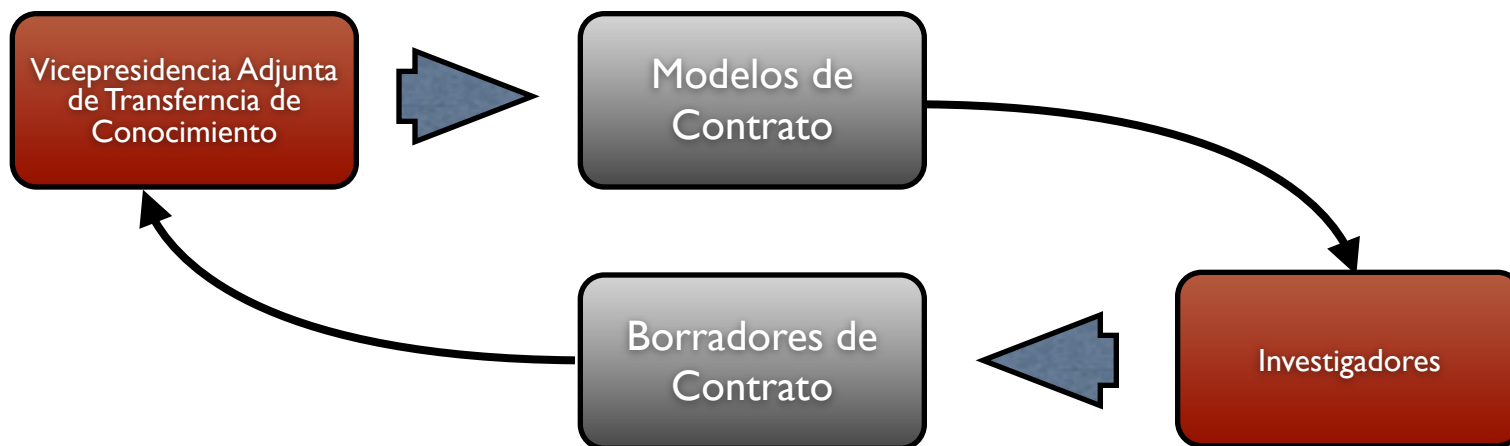 Vicepresidencia Adjunta
de Transferncia de
Conocimiento
Modelos de
Contrato
Borradores de
Contrato
Investigadores